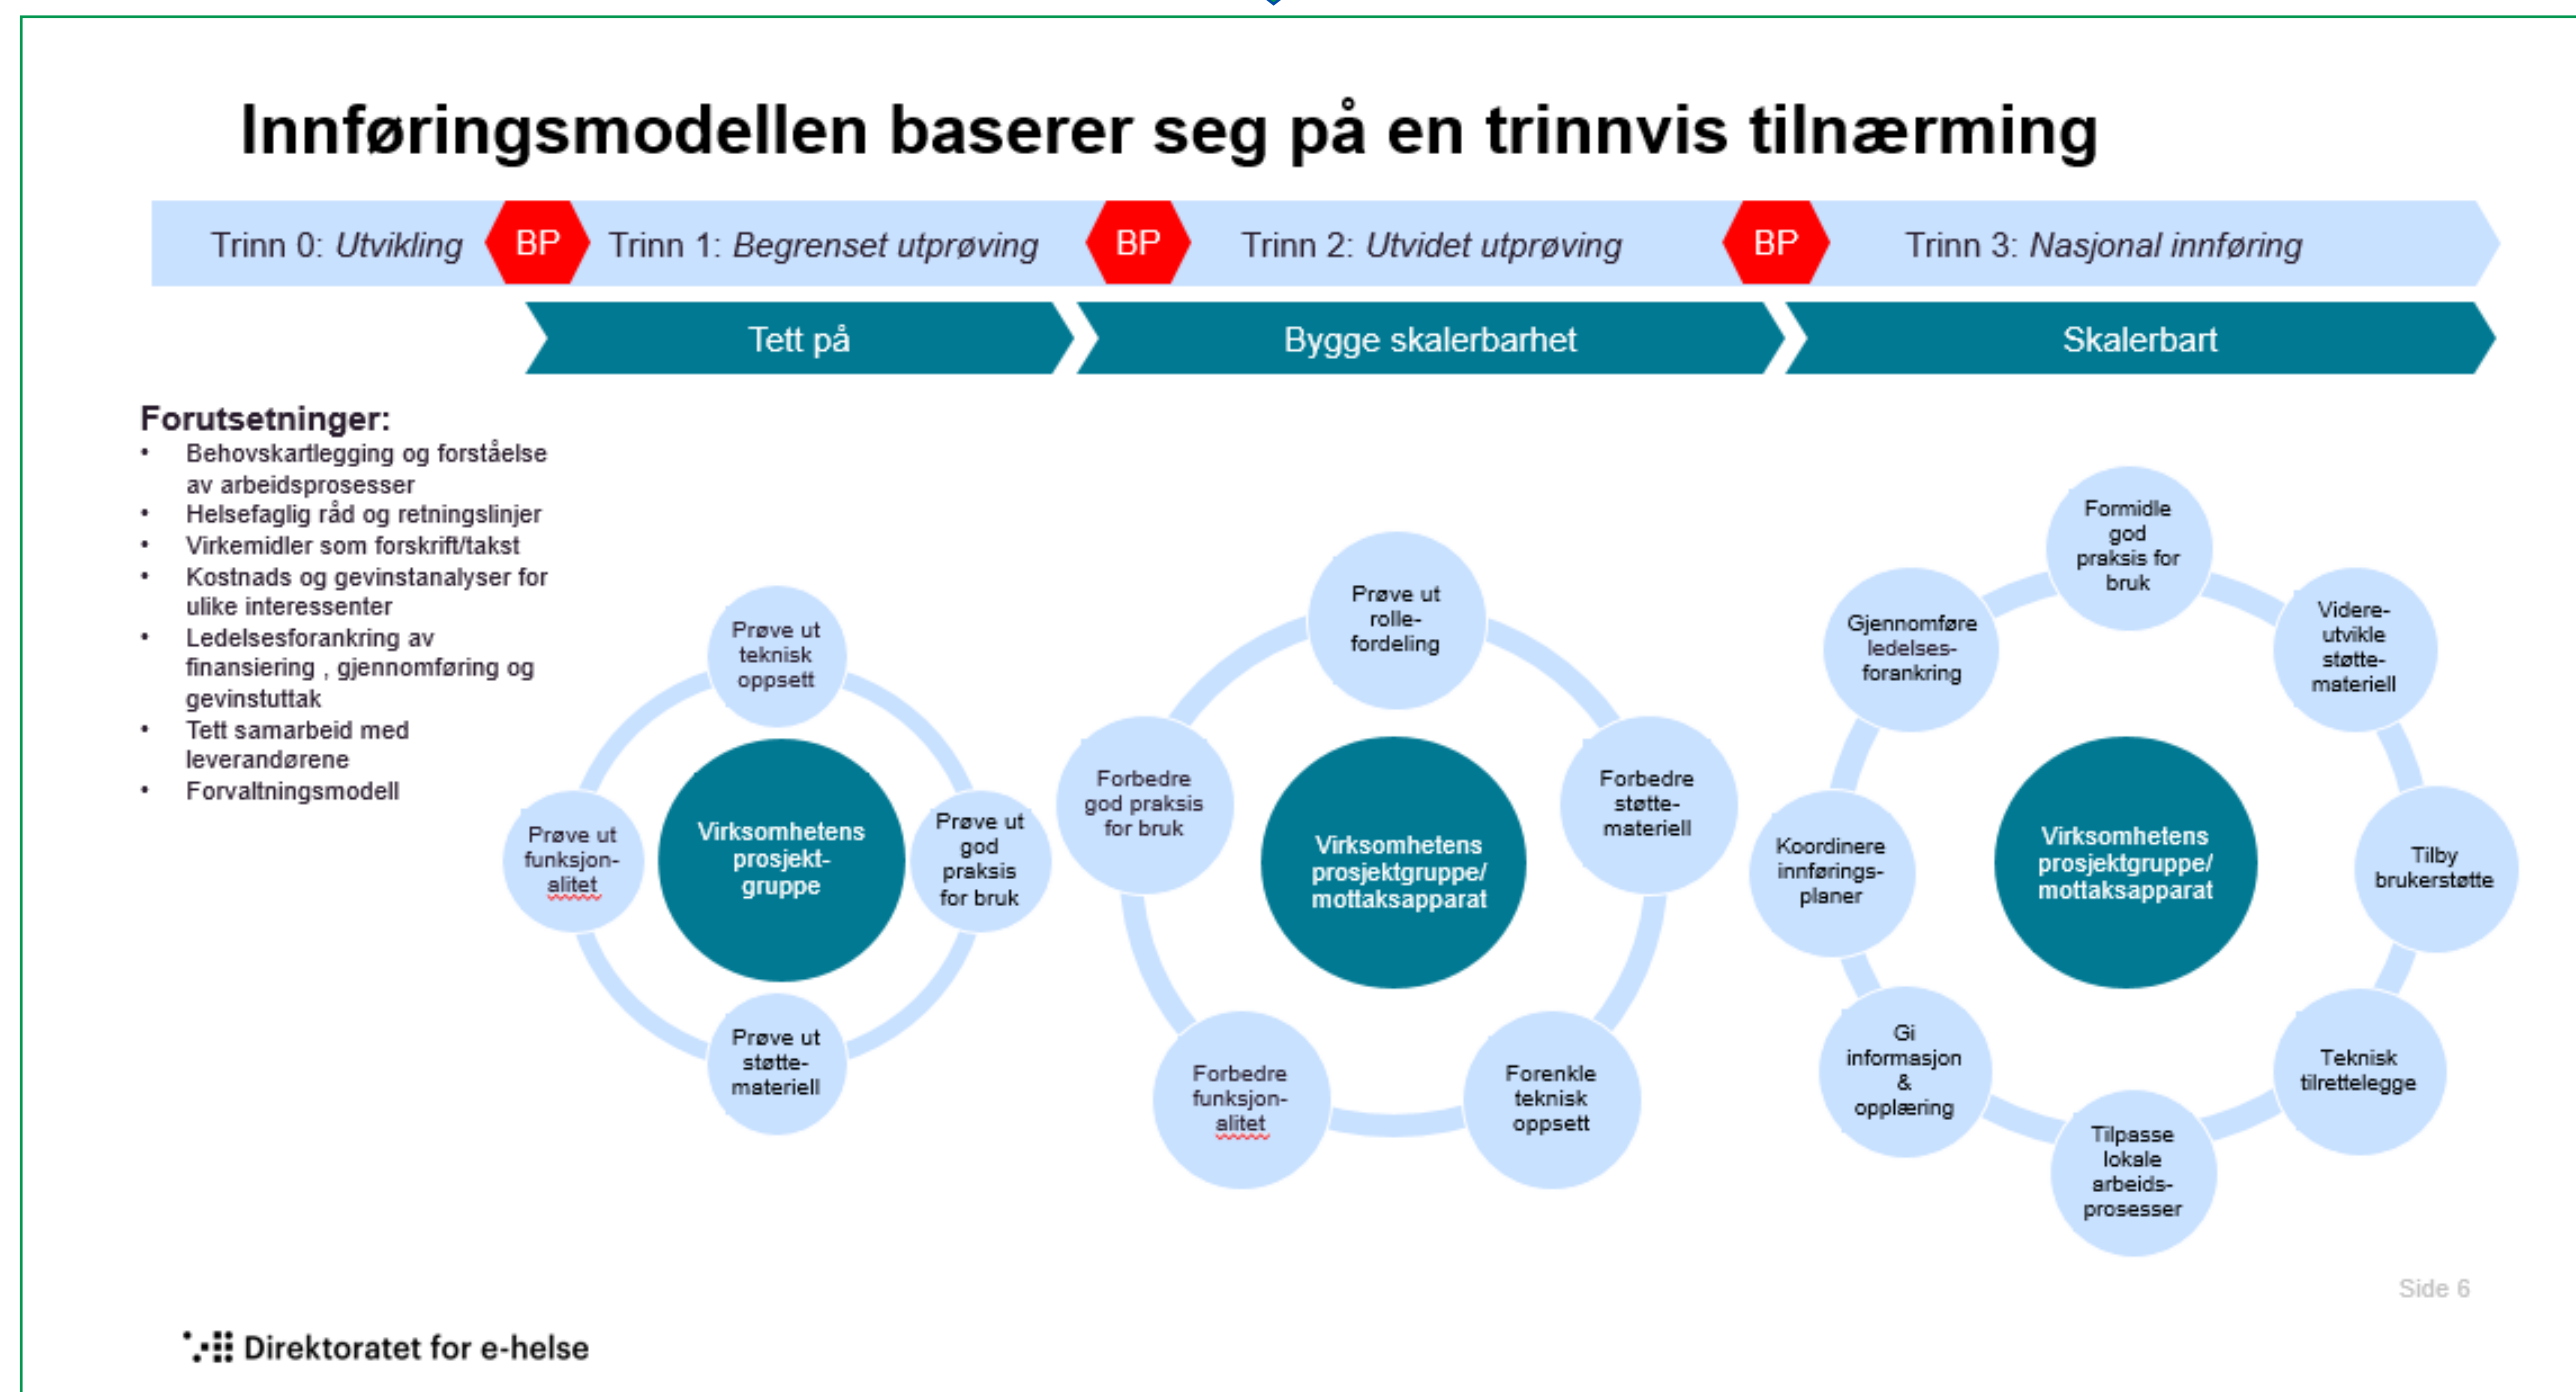 Innføringsmodellen baserer seg på en trinnvis tilnærming
Trinn 0: Utvikling
BP
Trinn 1: Begrenset utprøving
BP
Trinn 2: Utvidet utprøving
BP
Trinn 3: Nasjonal innføring
Tett på
Bygge skalerbarhet
Skalerbart
Forutsetninger:
• Behovskartlegging og forståelse
av arbeidsprosesser
• Helsefaglig råd og retningslinjer
• Virkemidler som forskrift/takst
• Kostnads og gevinstanalyser for
ulike interessenter
• Ledelsesforankring av
finansiering , gjennomføring og
gevinstuttak
• Tett samarbeid med
leverandørene
• Forvaltningsmodell
Prøve ut
teknisk
oppsett
Prøve ut
god
praksis
for bruk
Prøve ut
støtte-
materiell
Prøve ut
funksjon-
alitet
Virksomhetens
prosjekt-
gruppe
Prøve ut
rolle-
fordeling
Forbedre
støtte-
materiell
Forenkle
teknisk
oppsett
Forbedre
funksjon-
alitet
Forbedre
god praksis
for bruk
Virksomhetens
prosjektgruppe/
mottaksapparat
Formidle
god
praksis for
bruk
Videre-
utvikle
støtte-
materiell
Tilby
brukerstøtte
Teknisk
tilrettelegge
Tilpasse
lokale
arbeids-
prosesser
Gi
informasjon
&
opplæring
Koordinere
innførings-
planer
Gjennomføre
ledelses-
forankring
Virksomhetens
prosjektgruppe/
mottaksapparat
Side 6
Direktoratet for e-helse